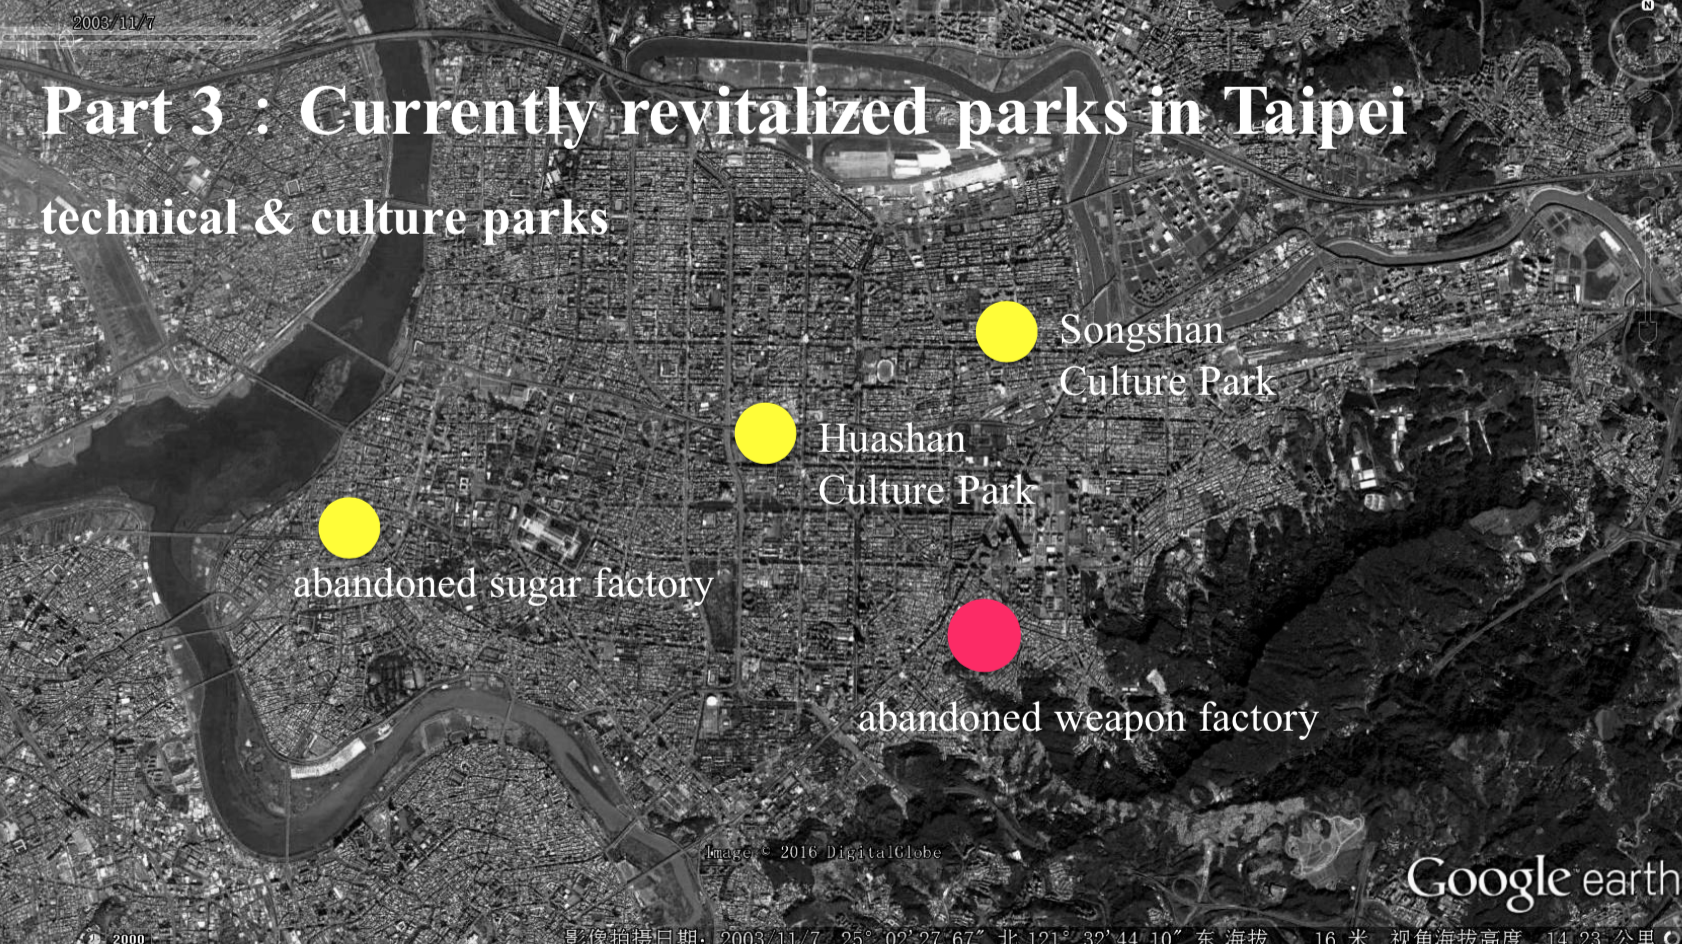 2003/11/7
Part 3：Currently revitalized parks in Taipei
technical & culture parks
Songshan
Culture Park
Huashan
Culture Park
abandoned sugar factory
abandoned weapon factory
Image © 2016 DigitalGlobe
Google earth
2000
影像拍摄日期: 2003/11/7 25° 02′27.67″ 北 121° 32′44.10″ 东 海拔 16 米 视角海拔高度 14.23 公里
N